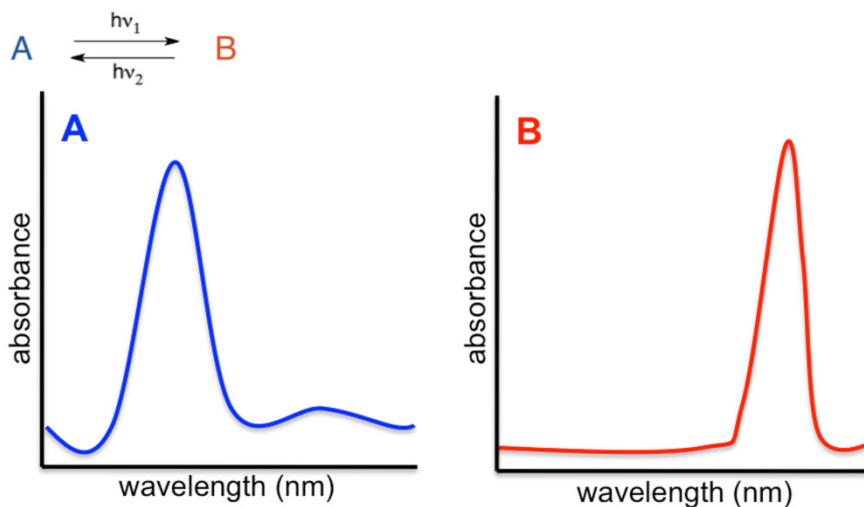 hν₁
A B
hν₂
A
B
absorbance
absorbance
wavelength (nm)
wavelength (nm)